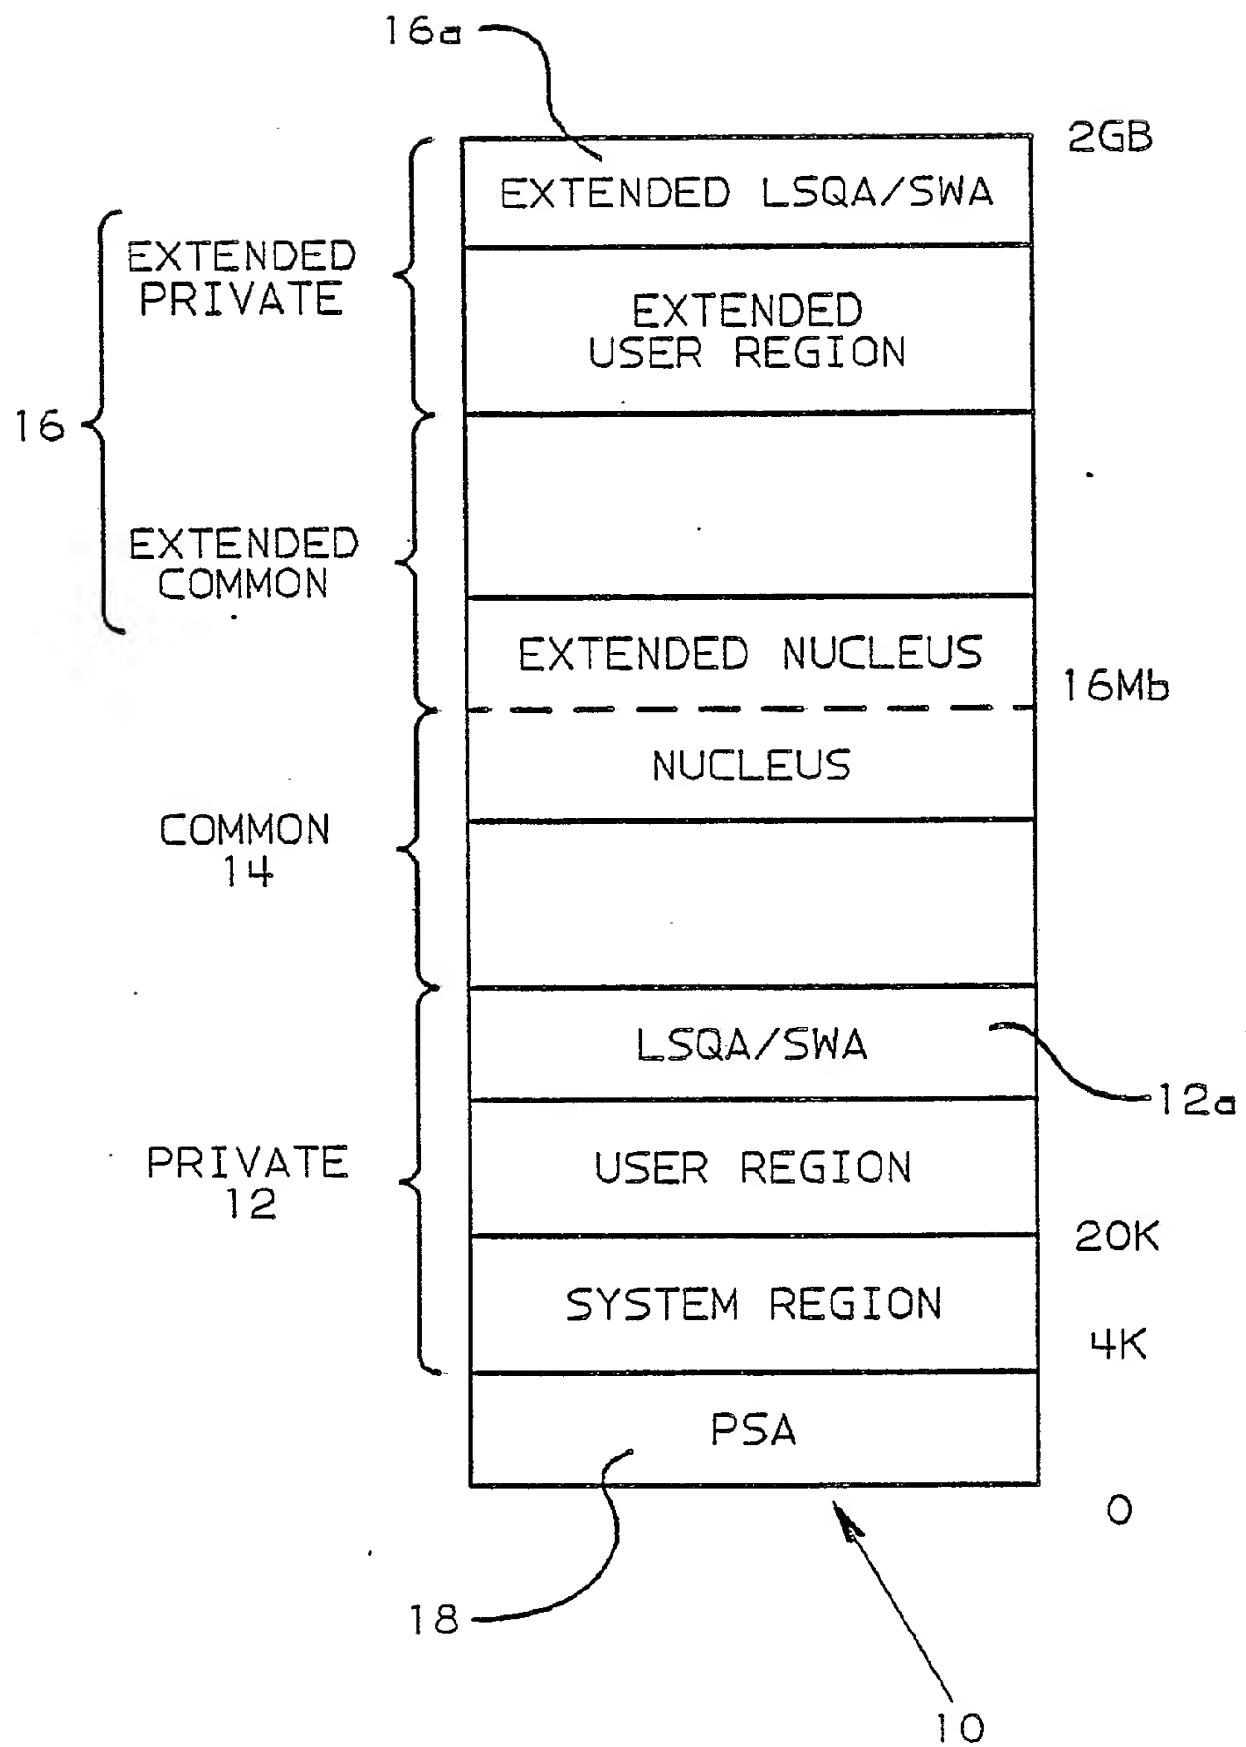 16a
2GB
EXTENDED LSQA/SWA
EXTENDED
PRIVATE
EXTENDED
USER REGION
16
EXTENDED
COMMON
EXTENDED NUCLEUS
16Mb
NUCLEUS
COMMON
14
LSQA/SWA
12a
PRIVATE
12
USER REGION
20K
SYSTEM REGION
4K
PSA
0
18
10